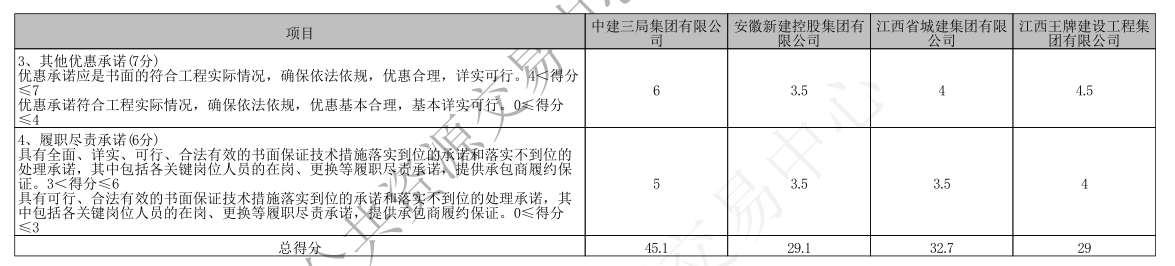 项目 中建三局集团有限公司 安徽新建控股集团有限公司 江西省城建集团有限公司 江西王牌建设工程集团有限公司
3、其他优惠承诺(7分)
优惠承诺应是书面的符合工程实际情况，确保依法依规，优惠合理，详实可行。4＜得分
≤7
优惠承诺符合工程实际情况，确保依法依规，优惠基本合理，基本详实可行。0≤得分
≤4
6 3.5 4 4.5
4、履职尽责承诺(6分)
具有全面、详实、可行、合法有效的书面保证技术措施落实到位的承诺和落实不到位的
处理承诺，其中包括各关键岗位人员的在岗、更换等履职尽责承诺，提供承包商履约保
证。3＜得分≤6
具有可行、合法有效的书面保证技术措施落实到位的承诺和落实不到位的处理承诺，其
中包括各关键岗位人员的在岗、更换等履职尽责承诺，提供承包商履约保证。0≤得分
≤3
5 3.5 3.5 4
总得分 45.1 29.1 32.7 29
公共资源交易中心
交易中心